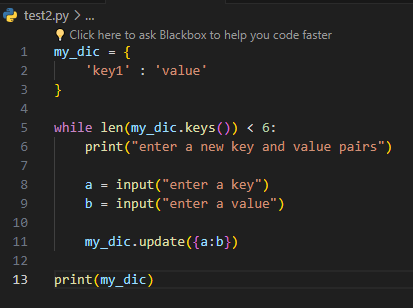 test2.py > ...
Click here to ask Blackbox to help you code faster
1 my_dic = {
2     'key1' : 'value'
3 }
4
5 while len(my_dic.keys()) < 6:
6     print("enter a new key and value pairs")
7
8     a = input("enter a key")
9     b = input("enter a value")
10
11     my_dic.update({a:b})
12
13 print(my_dic)